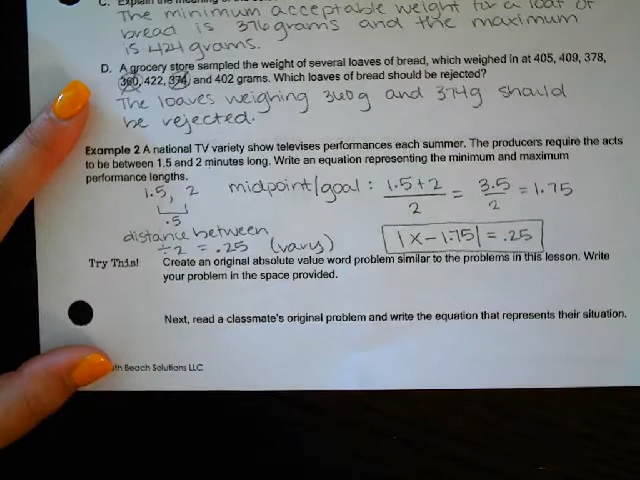 C. Explain the meaning of
The minimum acceptable weight for a loaf of
bread is 376 grams and the maximum
is 424 grams.
D. A grocery store sampled the weight of several loaves of bread, which weighed in at 405, 409, 378,
360, 422, 374, and 402 grams. Which loaves of bread should be rejected?
The loaves weighing 360g and 374g should
be rejected.
Example 2 A national TV variety show televises performances each summer. The producers require the acts
to be between 1.5 and 2 minutes long. Write an equation representing the minimum and maximum
performance lengths.
1.5, 2 midpoint/goal: 1.5+2/2 = 3.5/2 = 1.75
.5
distance between
÷2 = .25 (vary) |x-1.75| = .25
Try This! Create an original absolute value word problem similar to the problems in this lesson. Write
your problem in the space provided.
Next, read a classmate's original problem and write the equation that represents their situation.
th Beach Solutions LLC